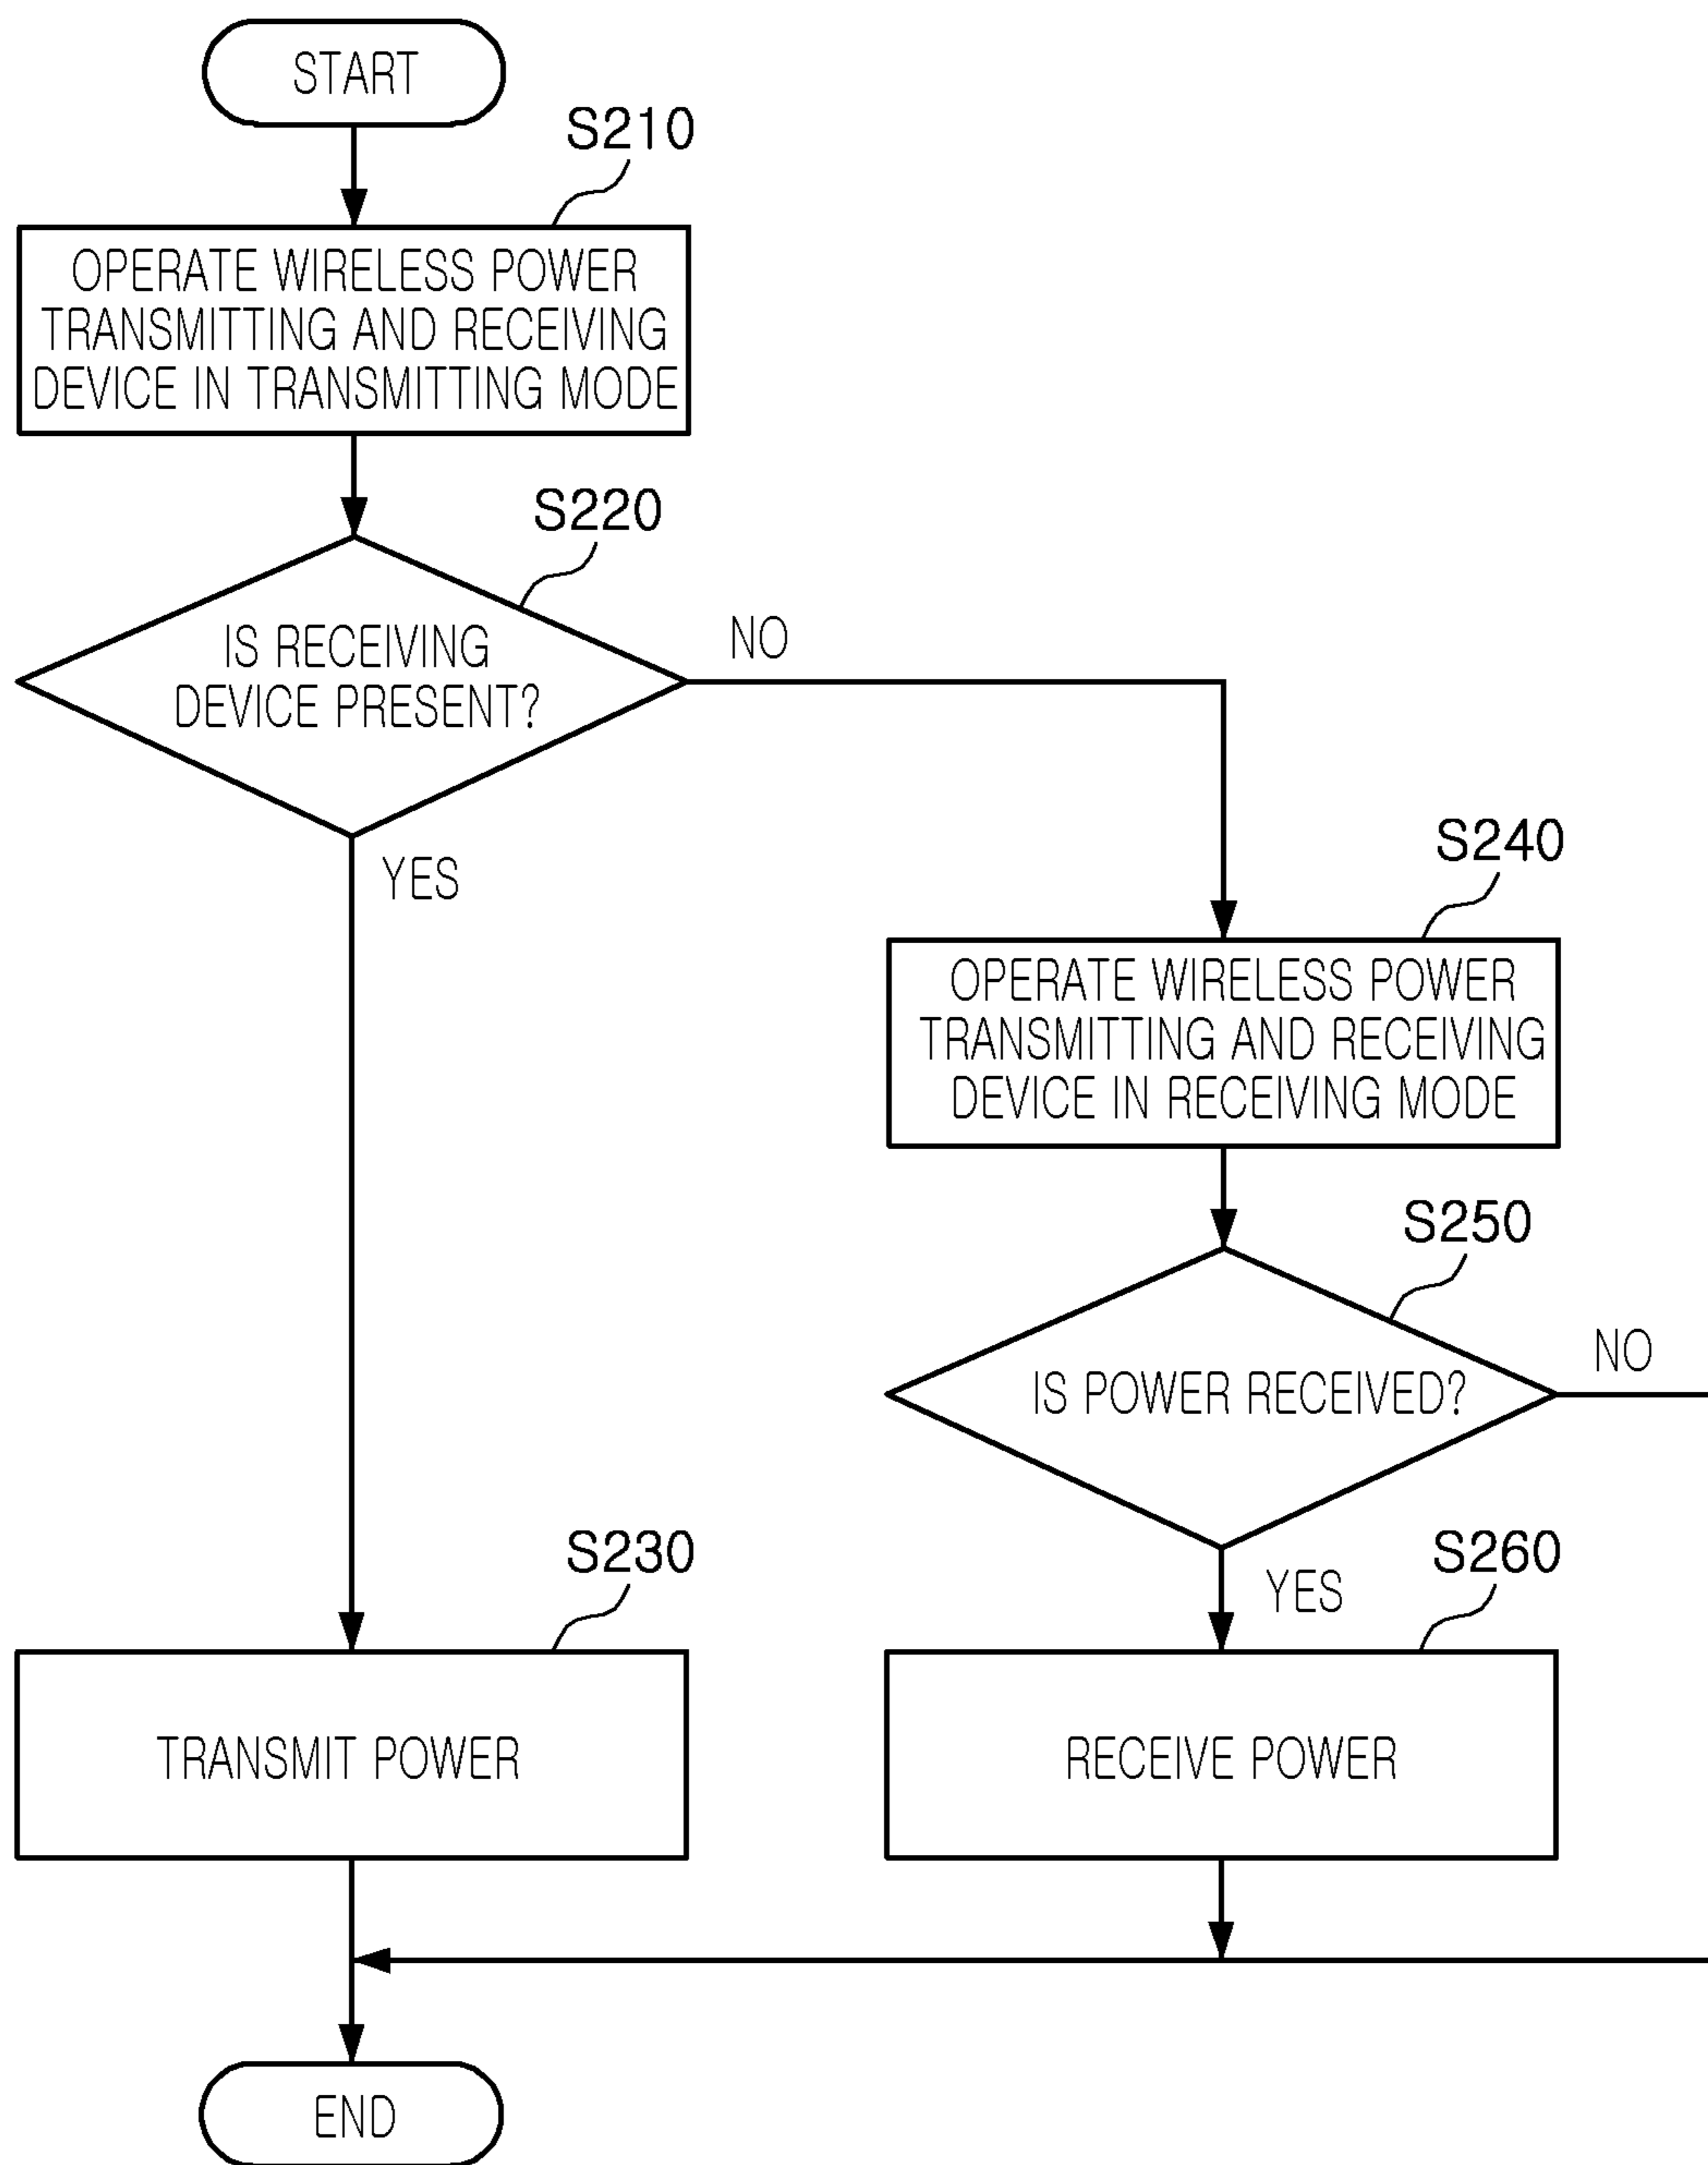 START
S210
OPERATE WIRELESS POWER
TRANSMITTING AND RECEIVING
DEVICE IN TRANSMITTING MODE
S220
IS RECEIVING
DEVICE PRESENT?
NO
YES
S240
OPERATE WIRELESS POWER
TRANSMITTING AND RECEIVING
DEVICE IN RECEIVING MODE
S250
IS POWER RECEIVED?
NO
YES
S230
TRANSMIT POWER
S260
RECEIVE POWER
END